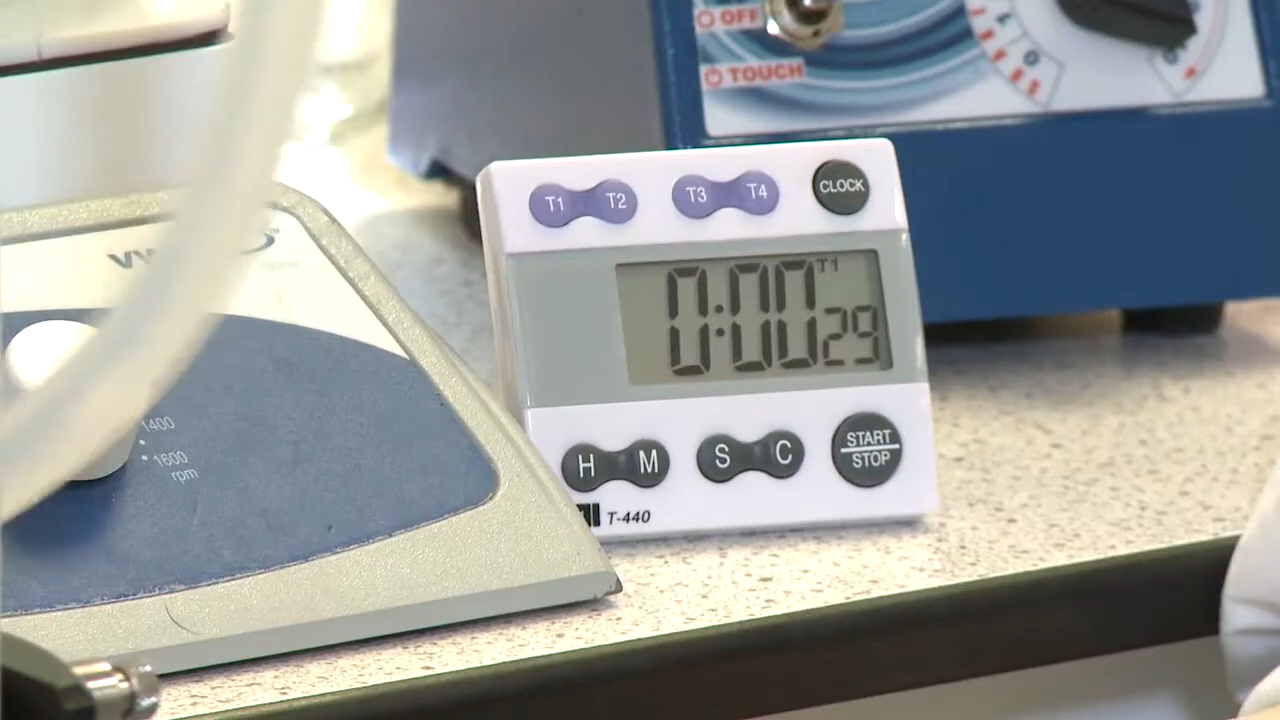 OFF
TOUCH
T1 T2 T3 T4 CLOCK
T1
0:00 29
1400
1600
rpm
H M S C START
STOP
T-440